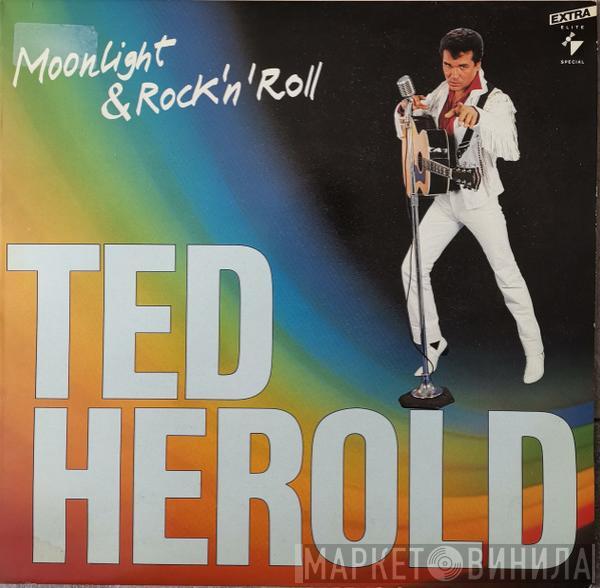 Moonlight
& Rock'n'Roll
EXTRA
ELITE
SPECIAL
TED
HEROLD
МАРКЕТ ВИНИЛА